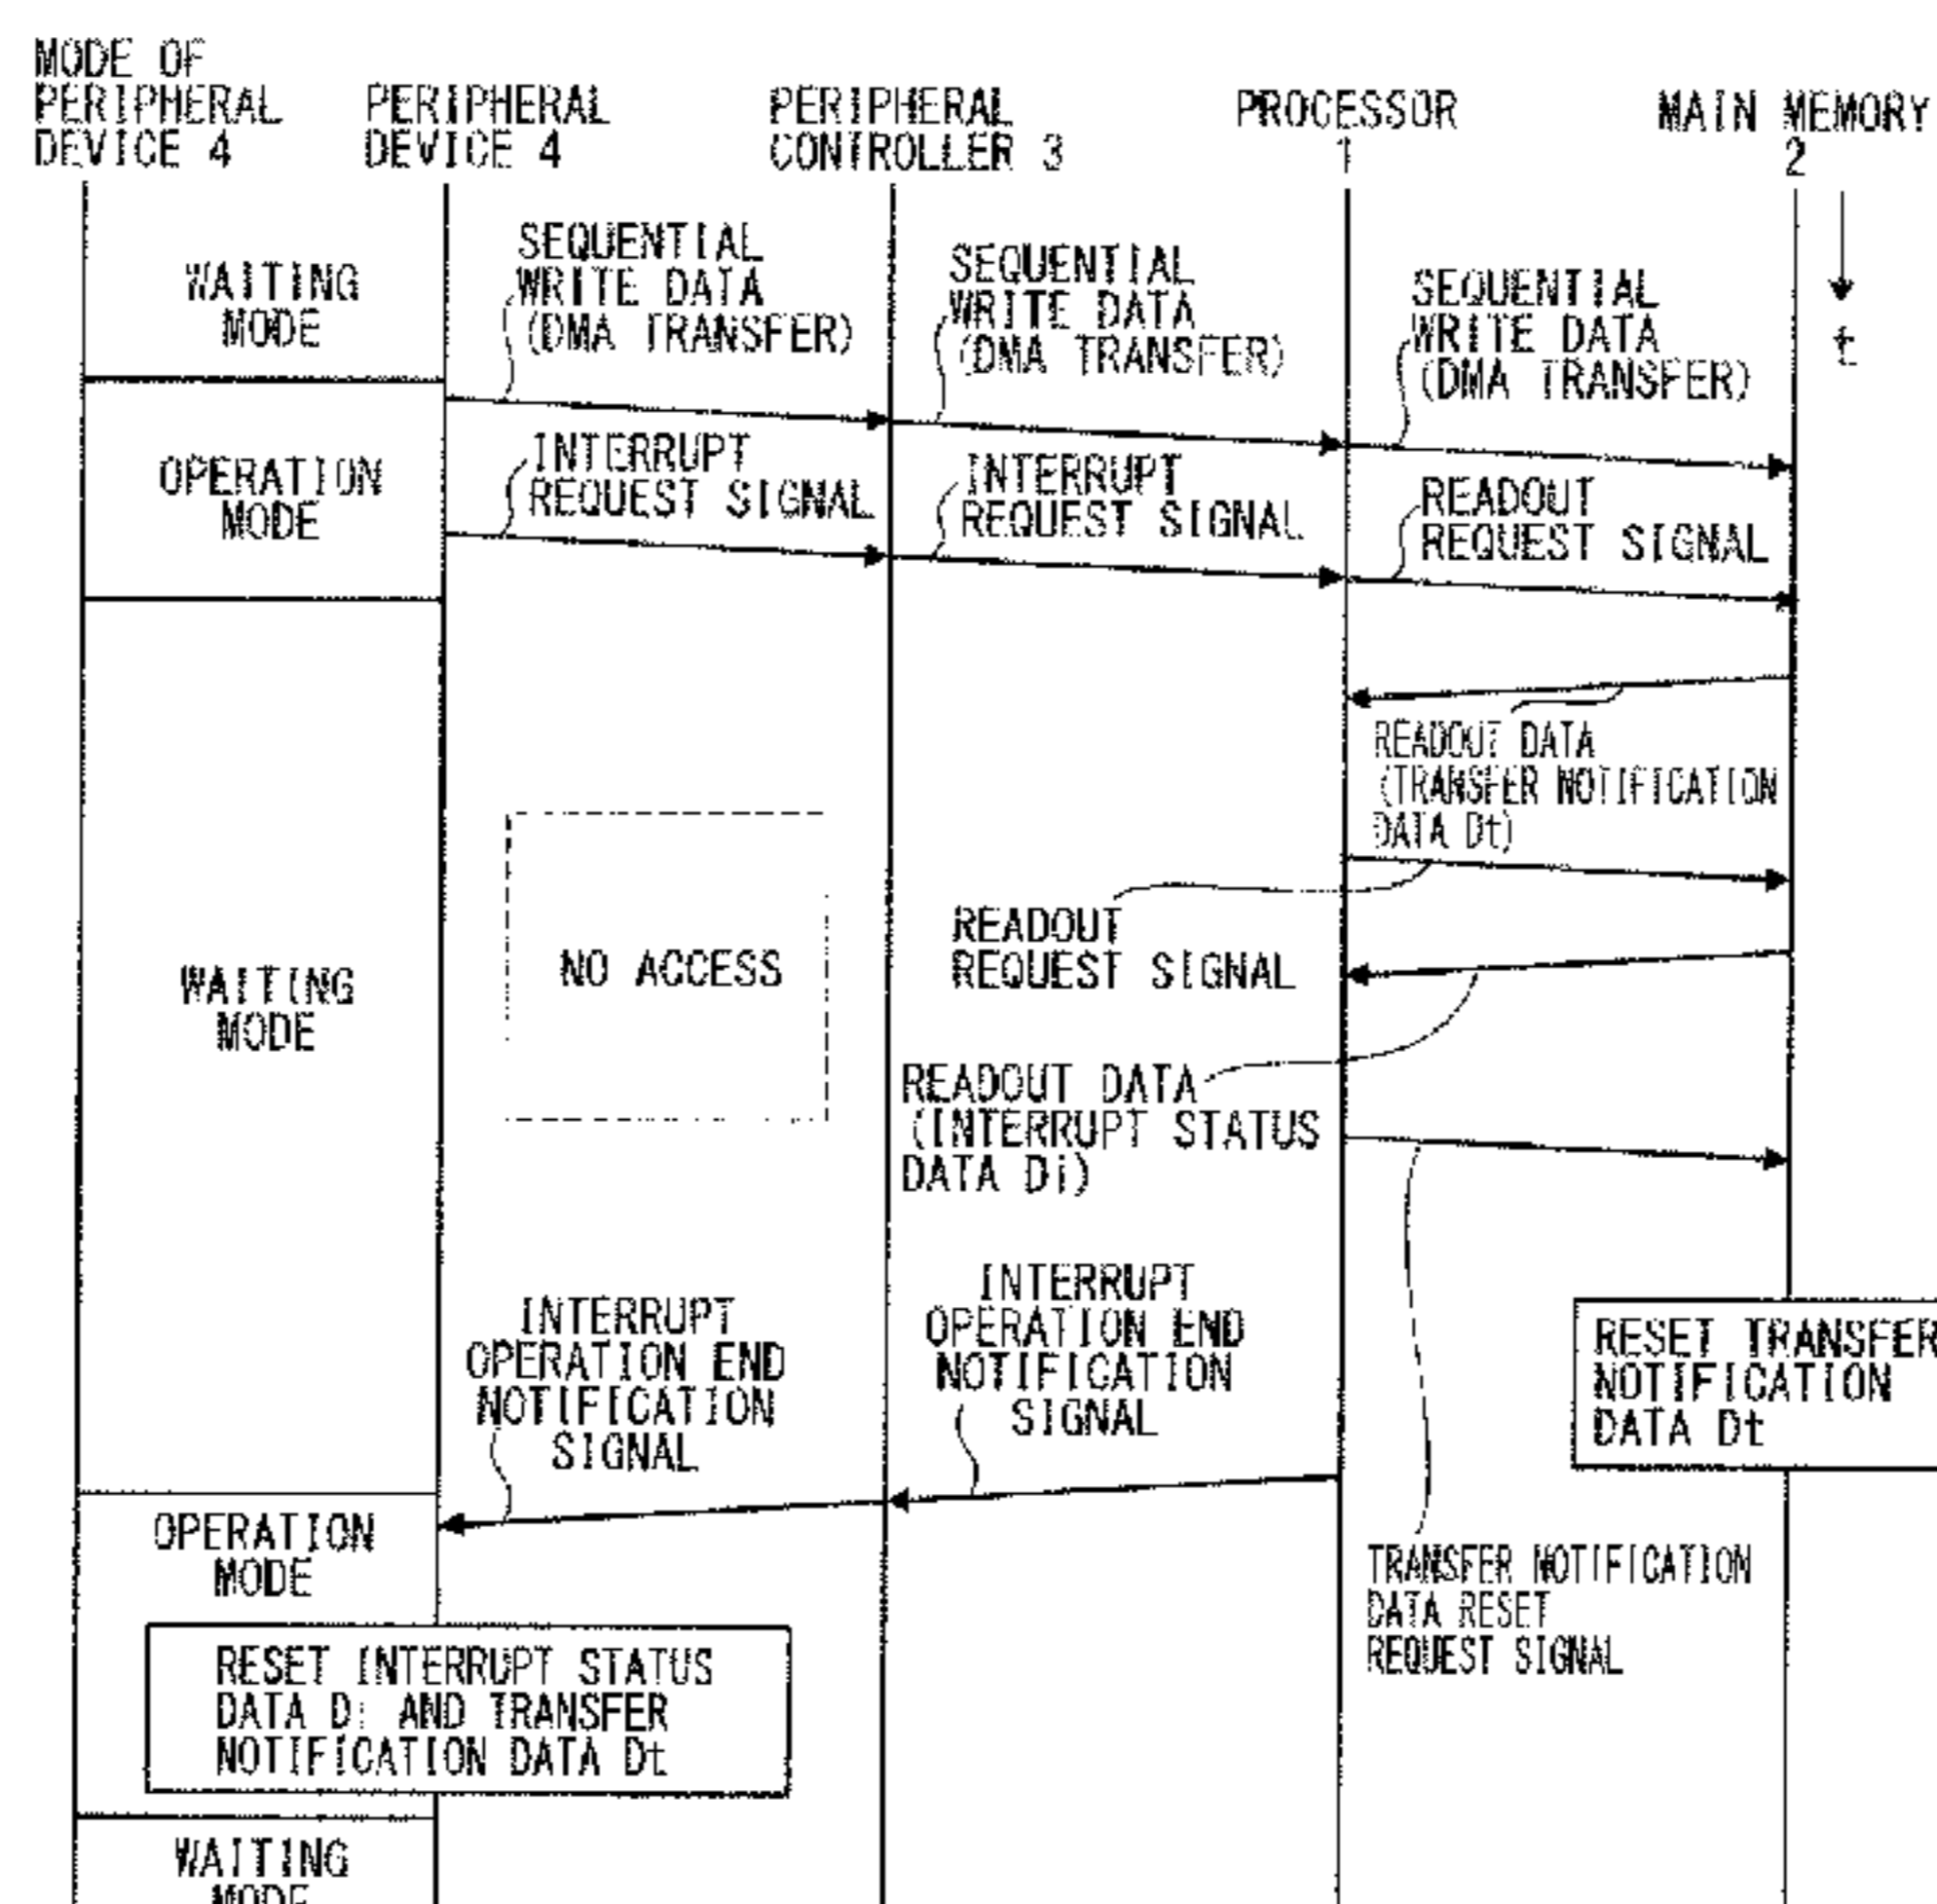 MODE OF
PERIPHERAL
DEVICE 4
PERIPHERAL
DEVICE 4
PERIPHERAL
CONTROLLER 3
PROCESSOR
1
MAIN MEMORY
2
t
WAITING
MODE
SEQUENTIAL
WRITE DATA
(DMA TRANSFER)
SEQUENTIAL
WRITE DATA
(DMA TRANSFER)
SEQUENTIAL
WRITE DATA
(DMA TRANSFER)
OPERATION
MODE
INTERRUPT
REQUEST SIGNAL
INTERRUPT
REQUEST SIGNAL
READOUT
REQUEST SIGNAL
READOUT DATA
(TRANSFER NOTIFICATION
DATA Dt)
WAITING
MODE
NO ACCESS
READOUT
REQUEST SIGNAL
READOUT DATA
(INTERRUPT STATUS
DATA Di)
INTERRUPT
OPERATION END
NOTIFICATION
SIGNAL
INTERRUPT
OPERATION END
NOTIFICATION
SIGNAL
RESET TRANSFER
NOTIFICATION
DATA Dt
OPERATION
MODE
TRANSFER NOTIFICATION
DATA RESET
REQUEST SIGNAL
RESET INTERRUPT STATUS
DATA Di AND TRANSFER
NOTIFICATION DATA Dt
WAITING
MODE